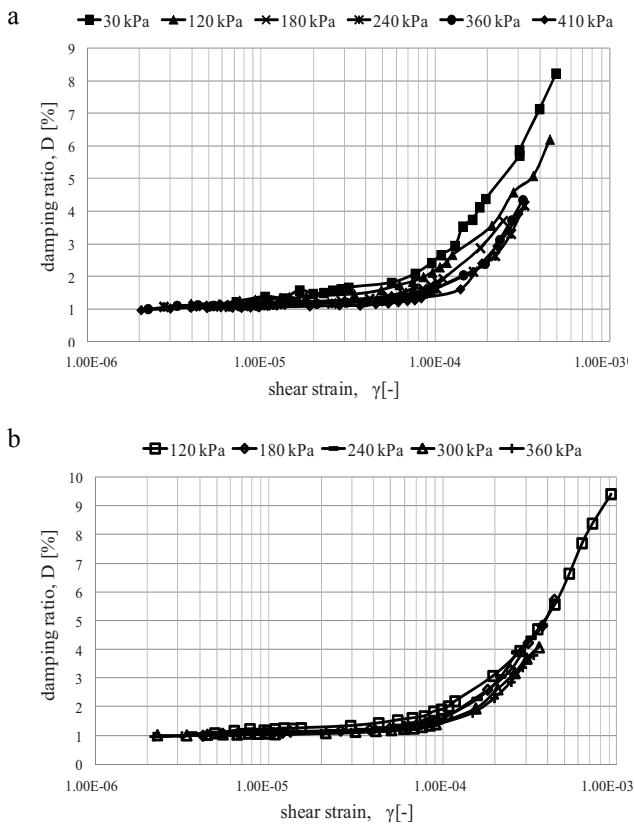 a
30 kPa 120 kPa 180 kPa 240 kPa 360 kPa 410 kPa
damping ratio, D [%]
9
8
7
6
5
4
3
2
1
0
1.00E-06 1.00E-05 1.00E-04 1.00E-03
shear strain, γ[-]
b
120 kPa 180 kPa 240 kPa 300 kPa 360 kPa
damping ratio, D [%]
10
9
8
7
6
5
4
3
2
1
0
1.00E-06 1.00E-05 1.00E-04 1.00E-03
shear strain, γ[-]